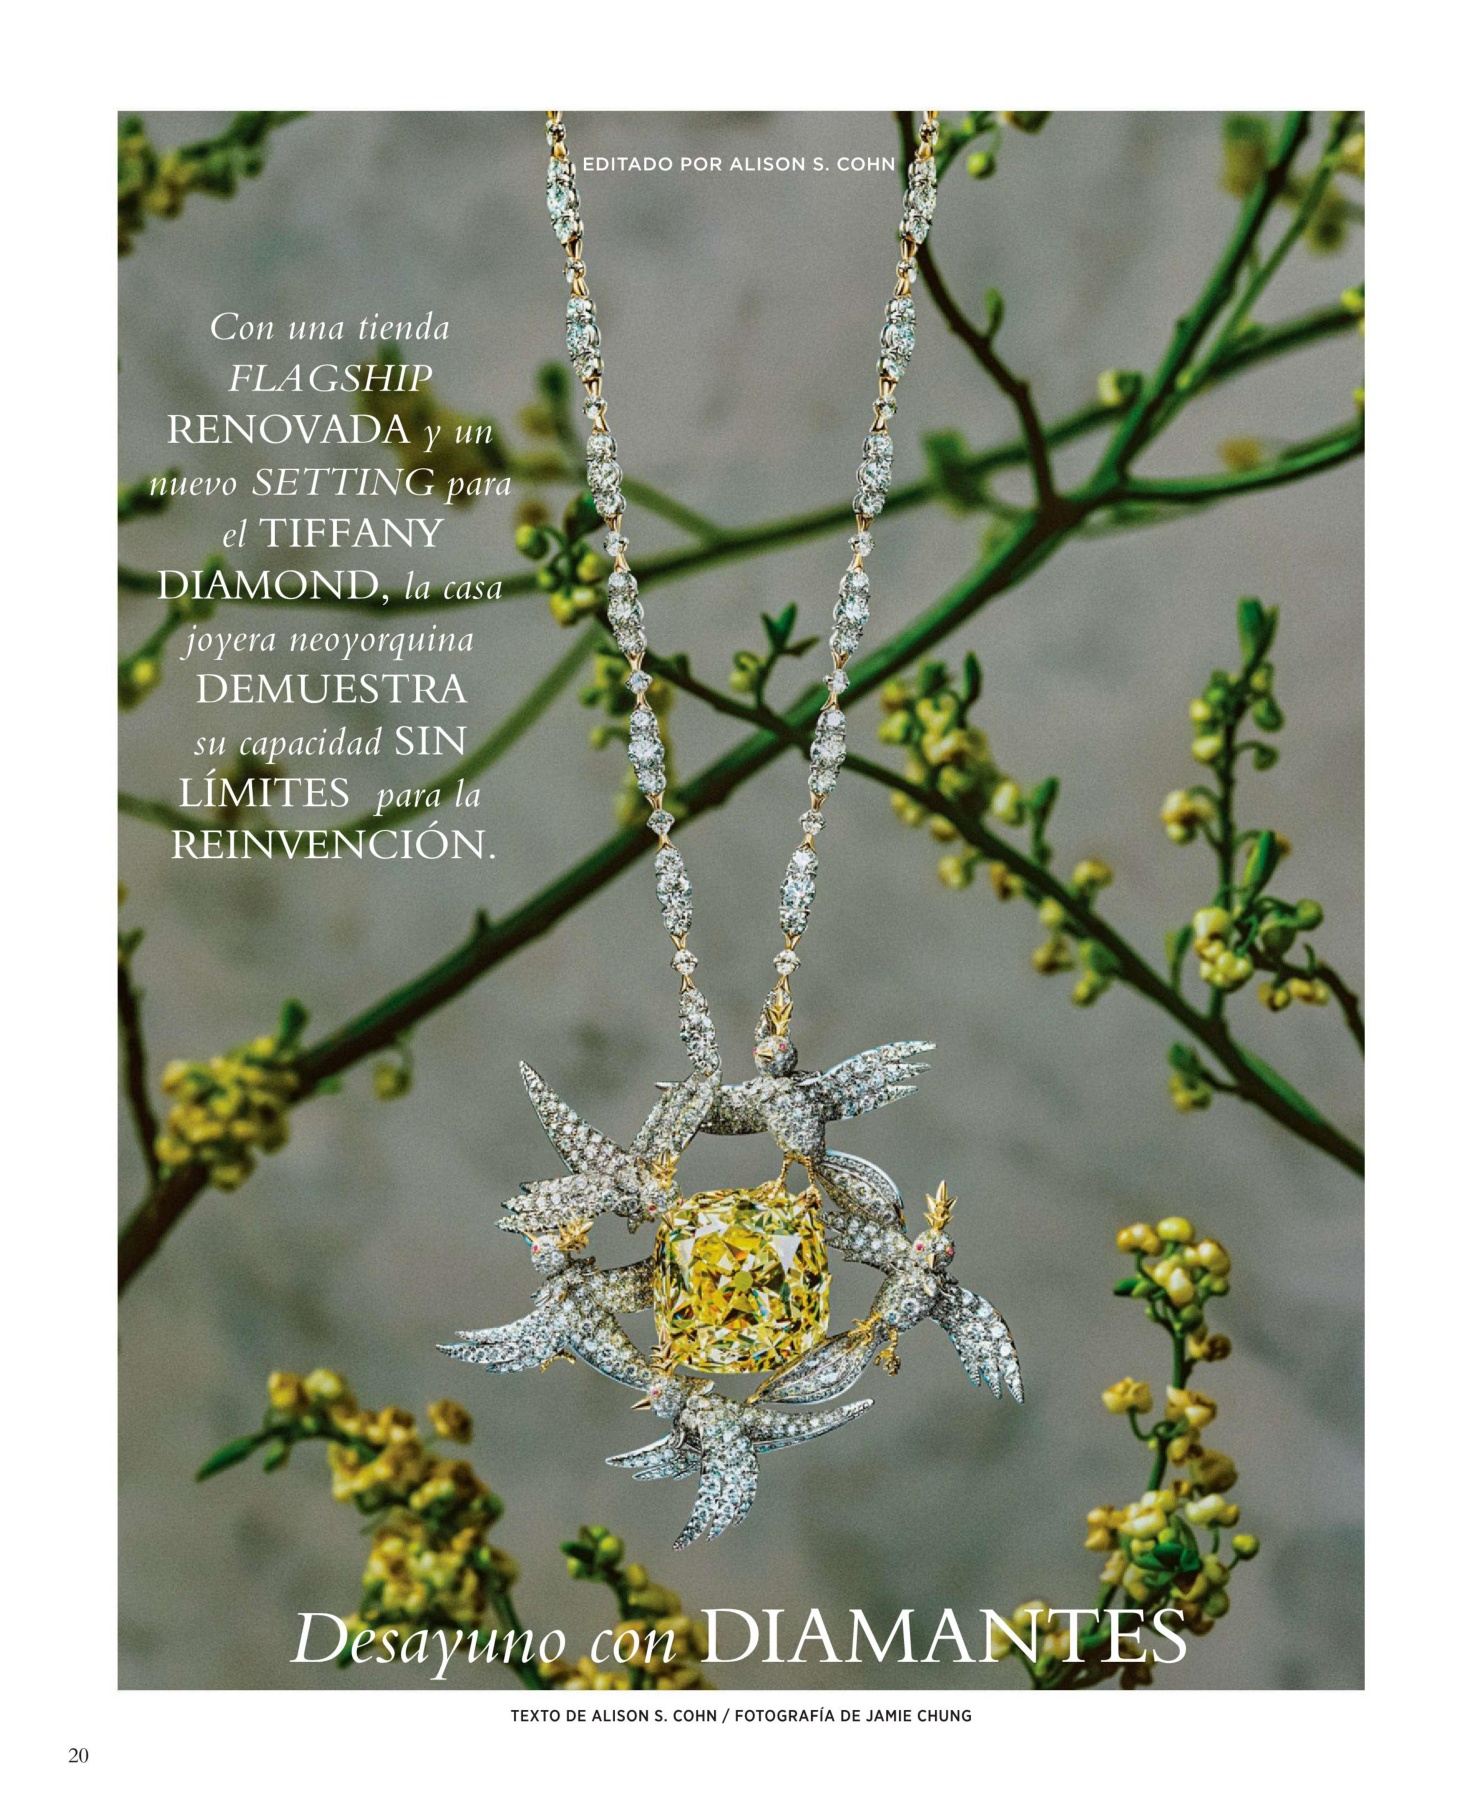 EDITADO POR ALISON S. COHN
Con una tienda
FLAGSHIP
RENOVADA y un
nuevo SETTING para
el TIFFANY
DIAMOND, la casa
joyera neoyorquina
DEMUESTRA
su capacidad SIN
LÍMITES para la
REINVENCIÓN.
Desayuno con DIAMANTES
TEXTO DE ALISON S. COHN / FOTOGRAFÍA DE JAMIE CHUNG
20